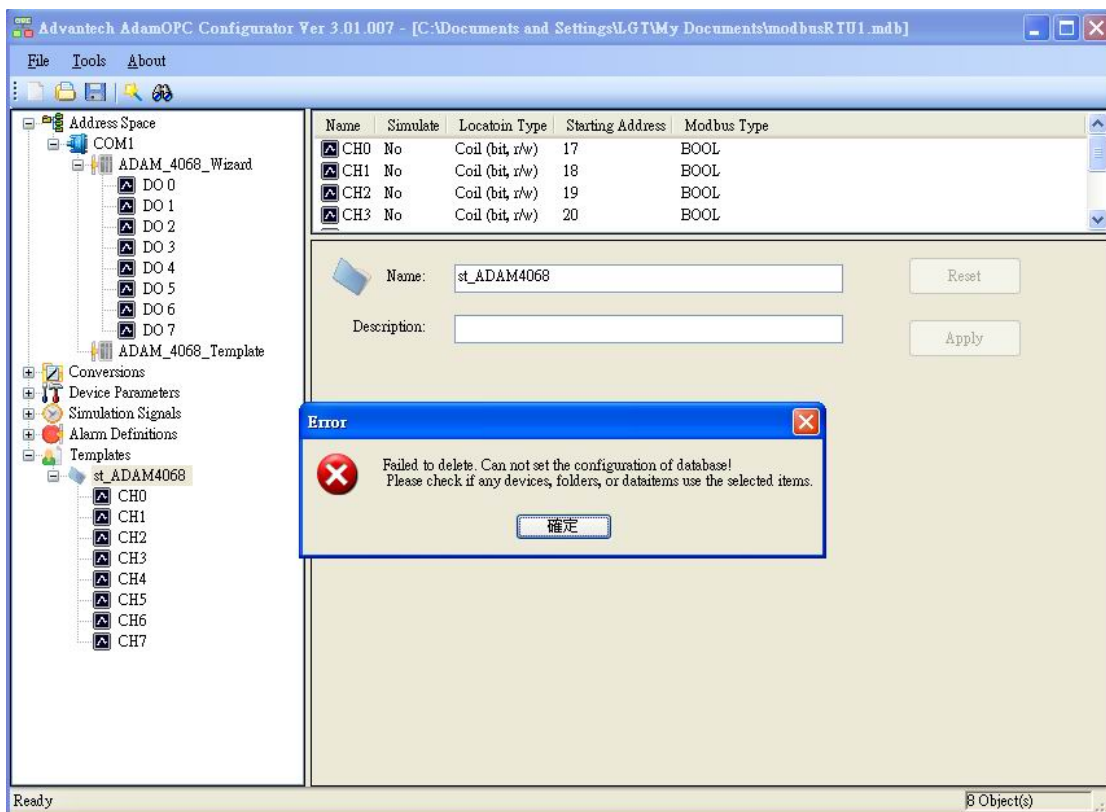 Advantech AdamOPC Configurator Ver 3.01.007 - [C:\Documents and Settings\LGT\My Documents\modbusRTU1.mdb]
File Tools About
Address Space
COM1
ADAM_4068_Wizard
DO 0
DO 1
DO 2
DO 3
DO 4
DO 5
DO 6
DO 7
ADAM_4068_Template
Conversions
Device Parameters
Simulation Signals
Alarm Definitions
Templates
st_ADAM4068
CH0
CH1
CH2
CH3
CH4
CH5
CH6
CH7
Name Simulate Locatoin Type Starting Address Modbus Type
CH0 No Coil (bit, r/w) 17 BOOL
CH1 No Coil (bit, r/w) 18 BOOL
CH2 No Coil (bit, r/w) 19 BOOL
CH3 No Coil (bit, r/w) 20 BOOL
Name: st_ADAM4068 Reset
Description: Apply
Error
Failed to delete. Can not set the configuration of database!
Please check if any devices, folders, or dataitems use the selected items.
確定
Ready 8 Object(s)